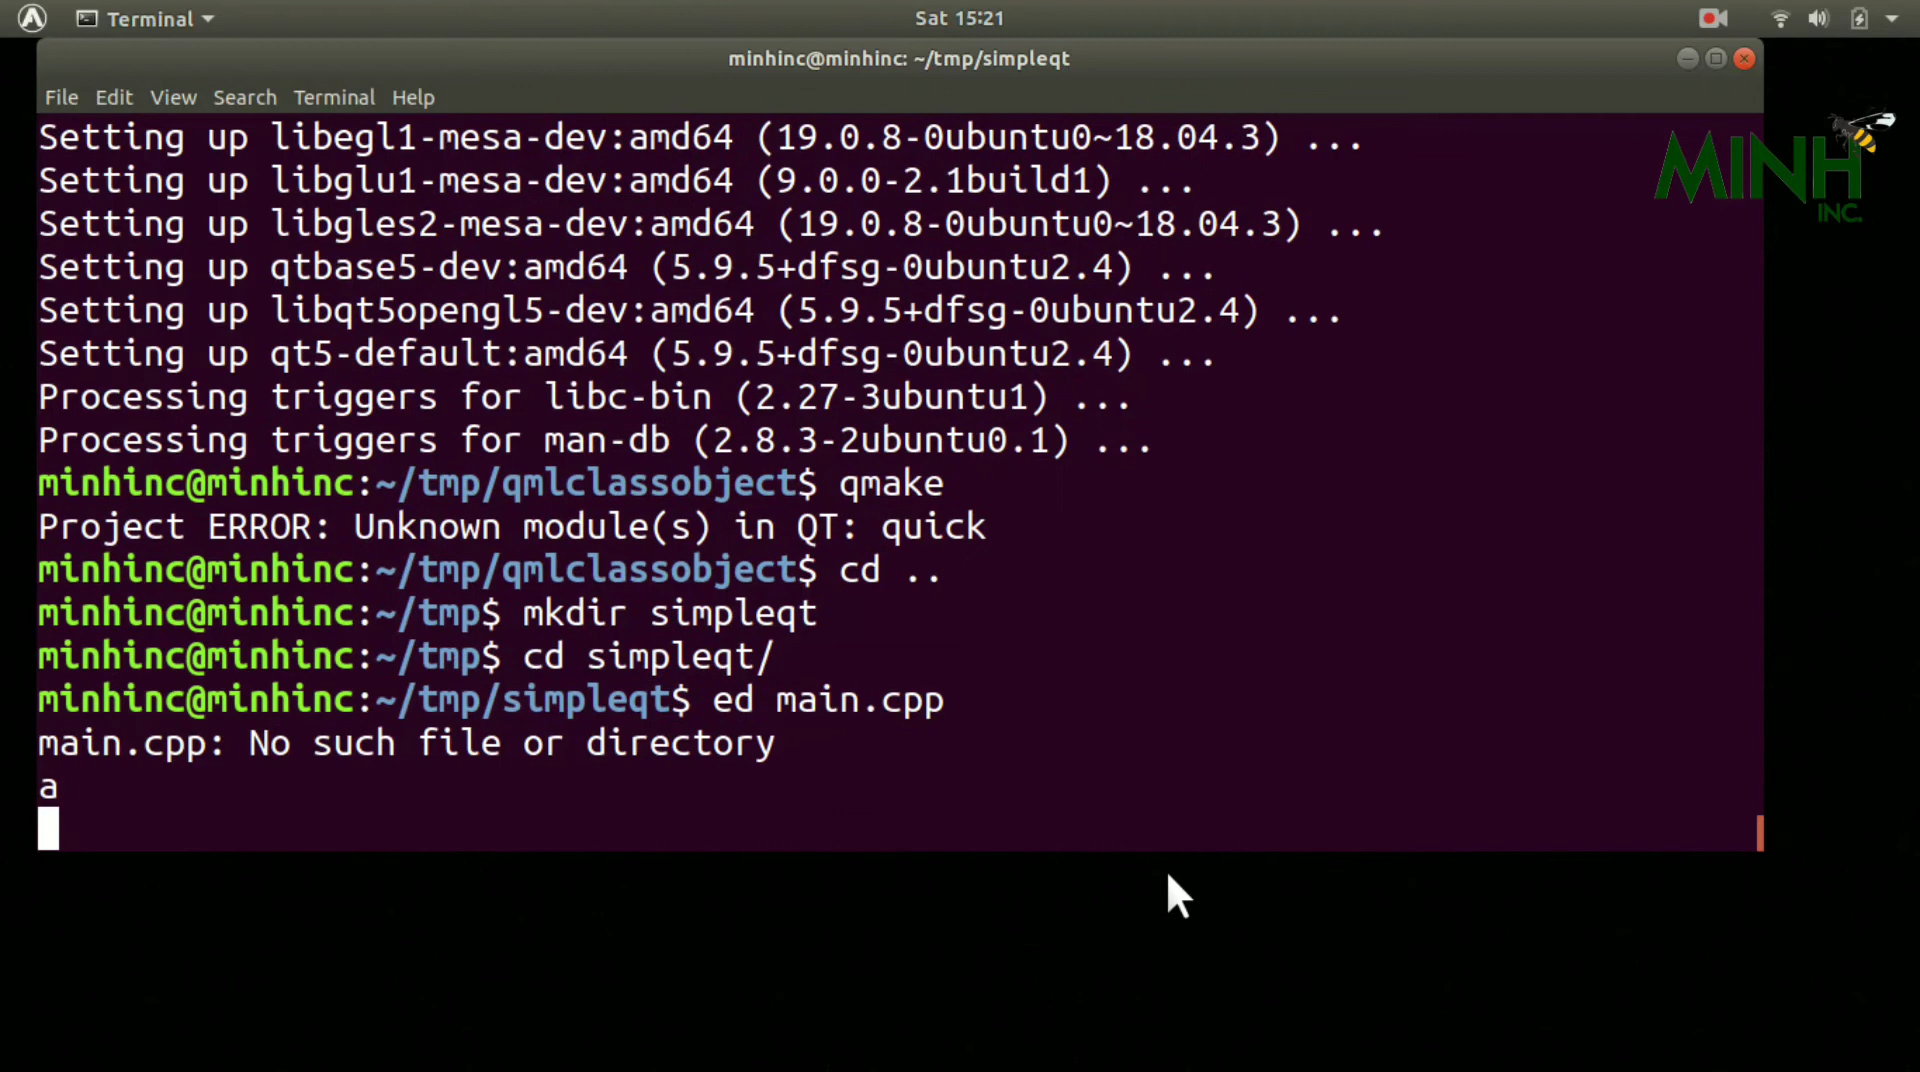 Terminal
Sat 15:21
minhinc@minhinc: ~/tmp/simpleqt
File Edit View Search Terminal Help
Setting up libegl1-mesa-dev:amd64 (19.0.8-0ubuntu0~18.04.3) ...
Setting up libglu1-mesa-dev:amd64 (9.0.0-2.1build1) ...
Setting up libgles2-mesa-dev:amd64 (19.0.8-0ubuntu0~18.04.3) ...
Setting up qtbase5-dev:amd64 (5.9.5+dfsg-0ubuntu2.4) ...
Setting up libqt5opengl5-dev:amd64 (5.9.5+dfsg-0ubuntu2.4) ...
Setting up qt5-default:amd64 (5.9.5+dfsg-0ubuntu2.4) ...
Processing triggers for libc-bin (2.27-3ubuntu1) ...
Processing triggers for man-db (2.8.3-2ubuntu0.1) ...
minhinc@minhinc:~/tmp/qmlclassobject$ qmake
Project ERROR: Unknown module(s) in QT: quick
minhinc@minhinc:~/tmp/qmlclassobject$ cd ..
minhinc@minhinc:~/tmp$ mkdir simpleqt
minhinc@minhinc:~/tmp$ cd simpleqt/
minhinc@minhinc:~/tmp/simpleqt$ ed main.cpp
main.cpp: No such file or directory
a
MINH
INC.